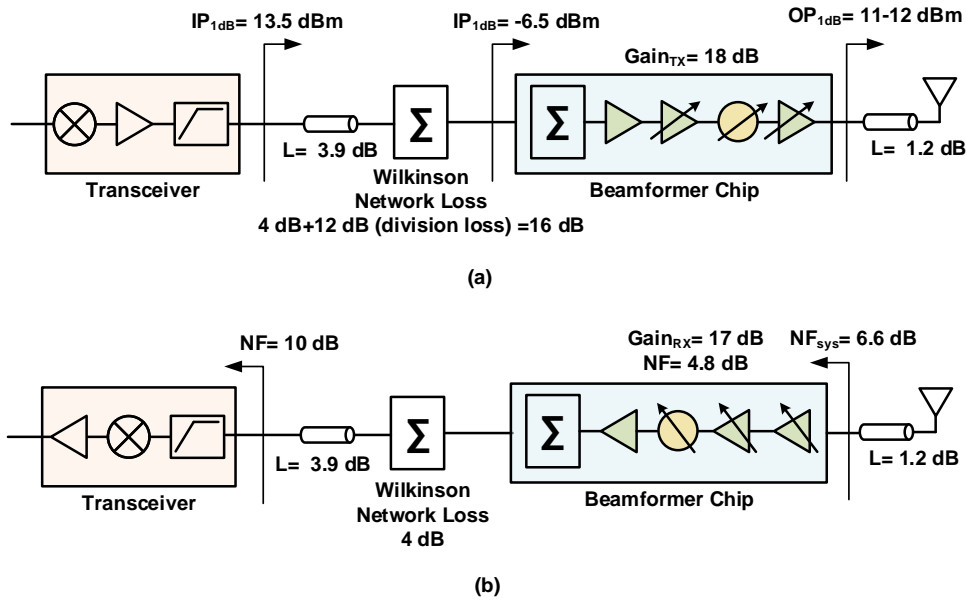 IP1dB= 13.5 dBm
IP1dB= -6.5 dBm
OP1dB= 11-12 dBm
GainTX= 18 dB
Σ
Σ
L= 3.9 dB
L= 1.2 dB
Transceiver
Wilkinson
Network Loss
4 dB+12 dB (division loss) =16 dB
Beamformer Chip
(a)
NF= 10 dB
GainRX= 17 dB
NF= 4.8 dB
NFsys= 6.6 dB
Σ
Σ
L= 3.9 dB
L= 1.2 dB
Transceiver
Wilkinson
Network Loss
4 dB
Beamformer Chip
(b)